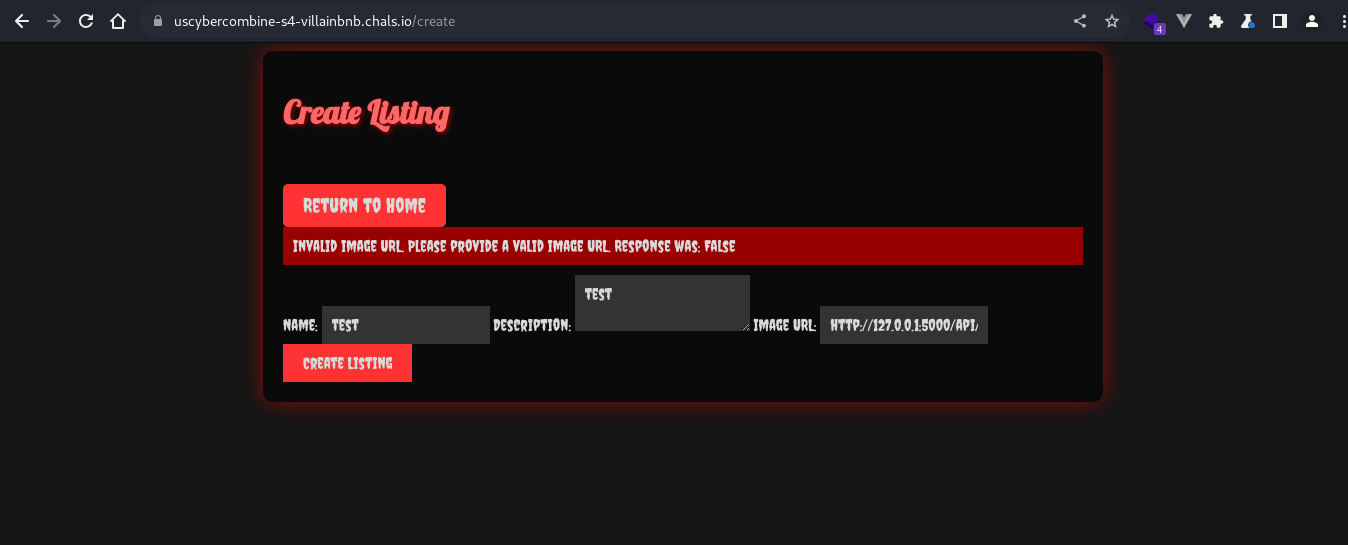 uscybercombine-s4-villainbnb.chals.io/create
4
Create Listing
RETURN TO HOME
INVALID IMAGE URL. PLEASE PROVIDE A VALID IMAGE URL. RESPONSE WAS: FALSE
NAME: TEST DESCRIPTION: TEST IMAGE URL: HTTP://127.0.0.1:5000/API/
CREATE LISTING